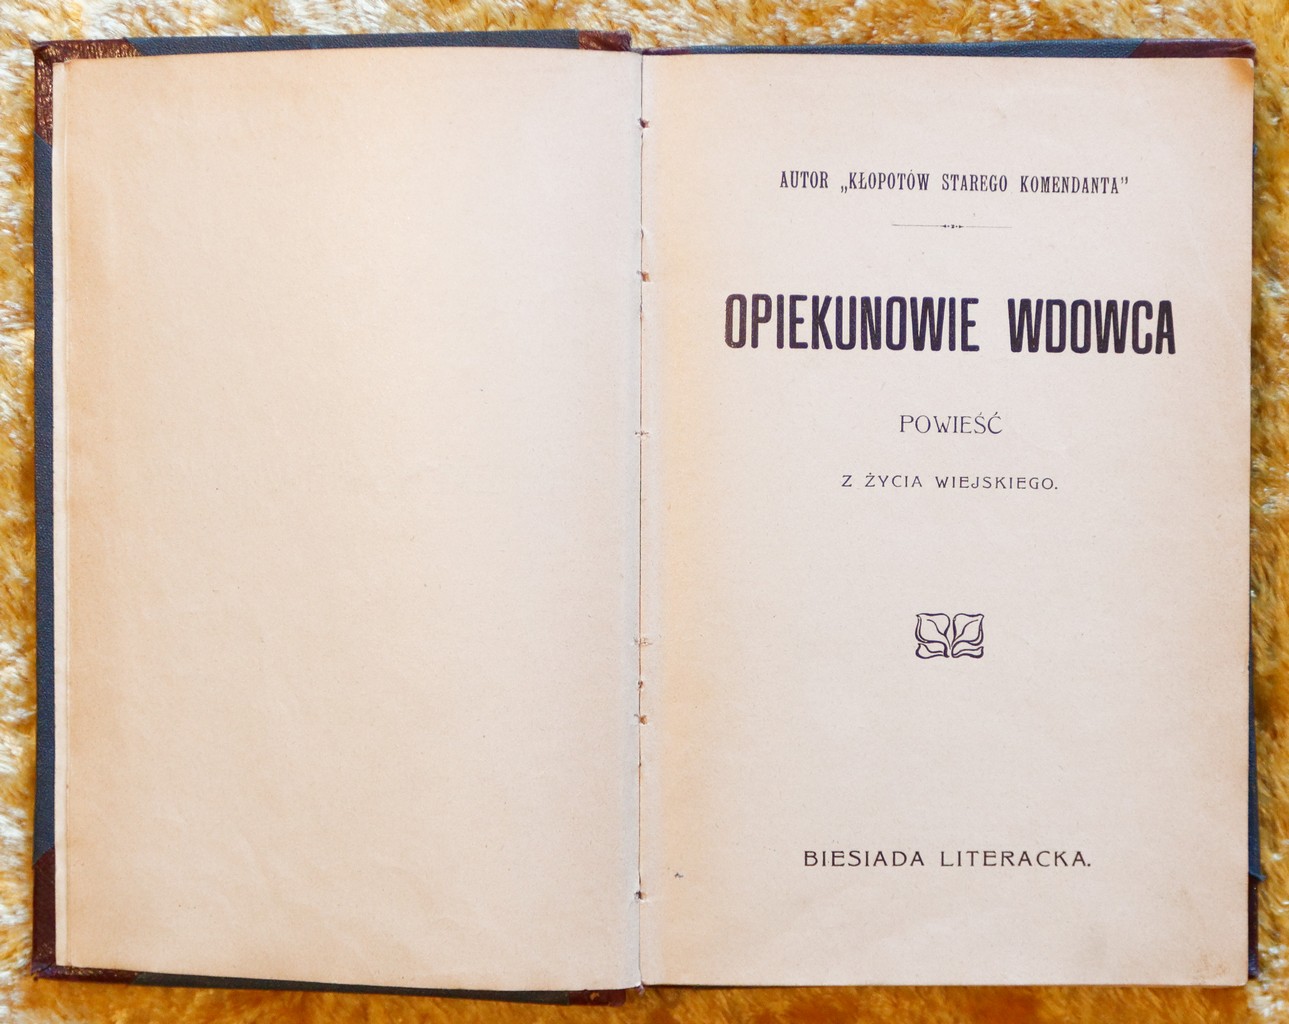 AUTOR „KŁOPOTÓW STAREGO KOMENDANTA”
OPIEKUNOWIE WDOWCA
POWIEŚĆ
Z ŻYCIA WIEJSKIEGO.
BIESIADA LITERACKA.